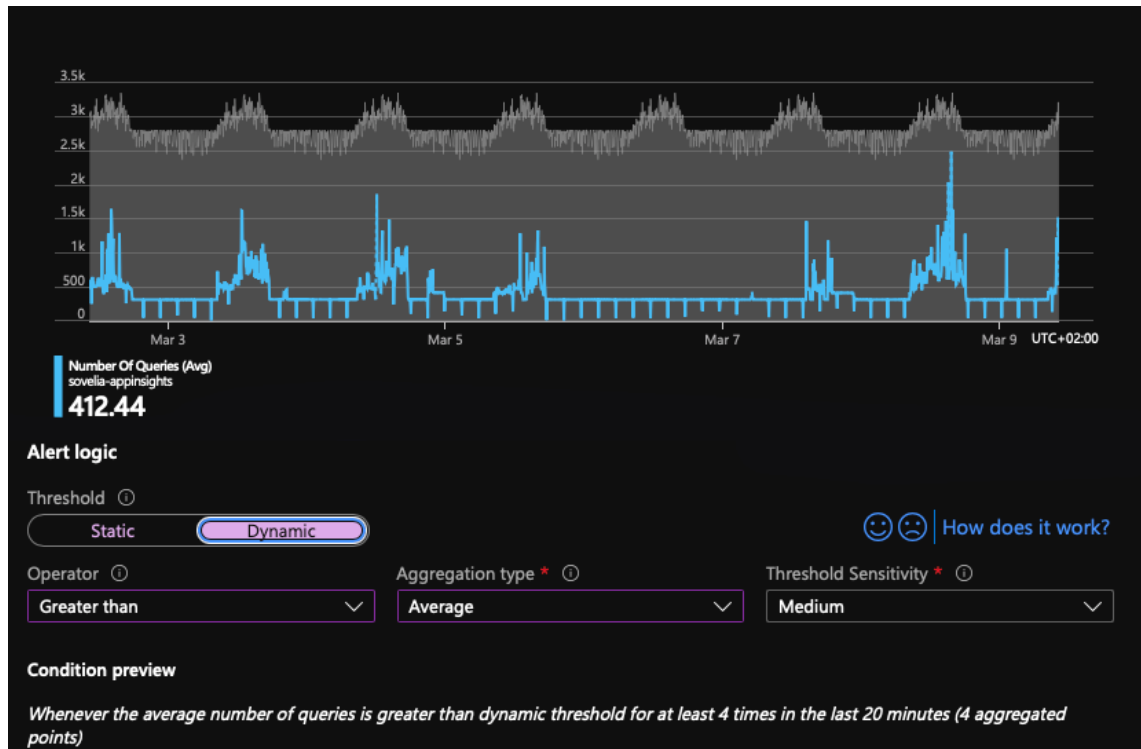 3.5k
3k
2.5k
2k
1.5k
1k
500
0
Mar 3 Mar 5 Mar 7 Mar 9 UTC+02:00
Number Of Queries (Avg)
sovelia-appinsights
412.44
Alert logic
Threshold
Static Dynamic
How does it work?
Operator Aggregation type * Threshold Sensitivity *
Greater than Average Medium
Condition preview
Whenever the average number of queries is greater than dynamic threshold for at least 4 times in the last 20 minutes (4 aggregated
points)